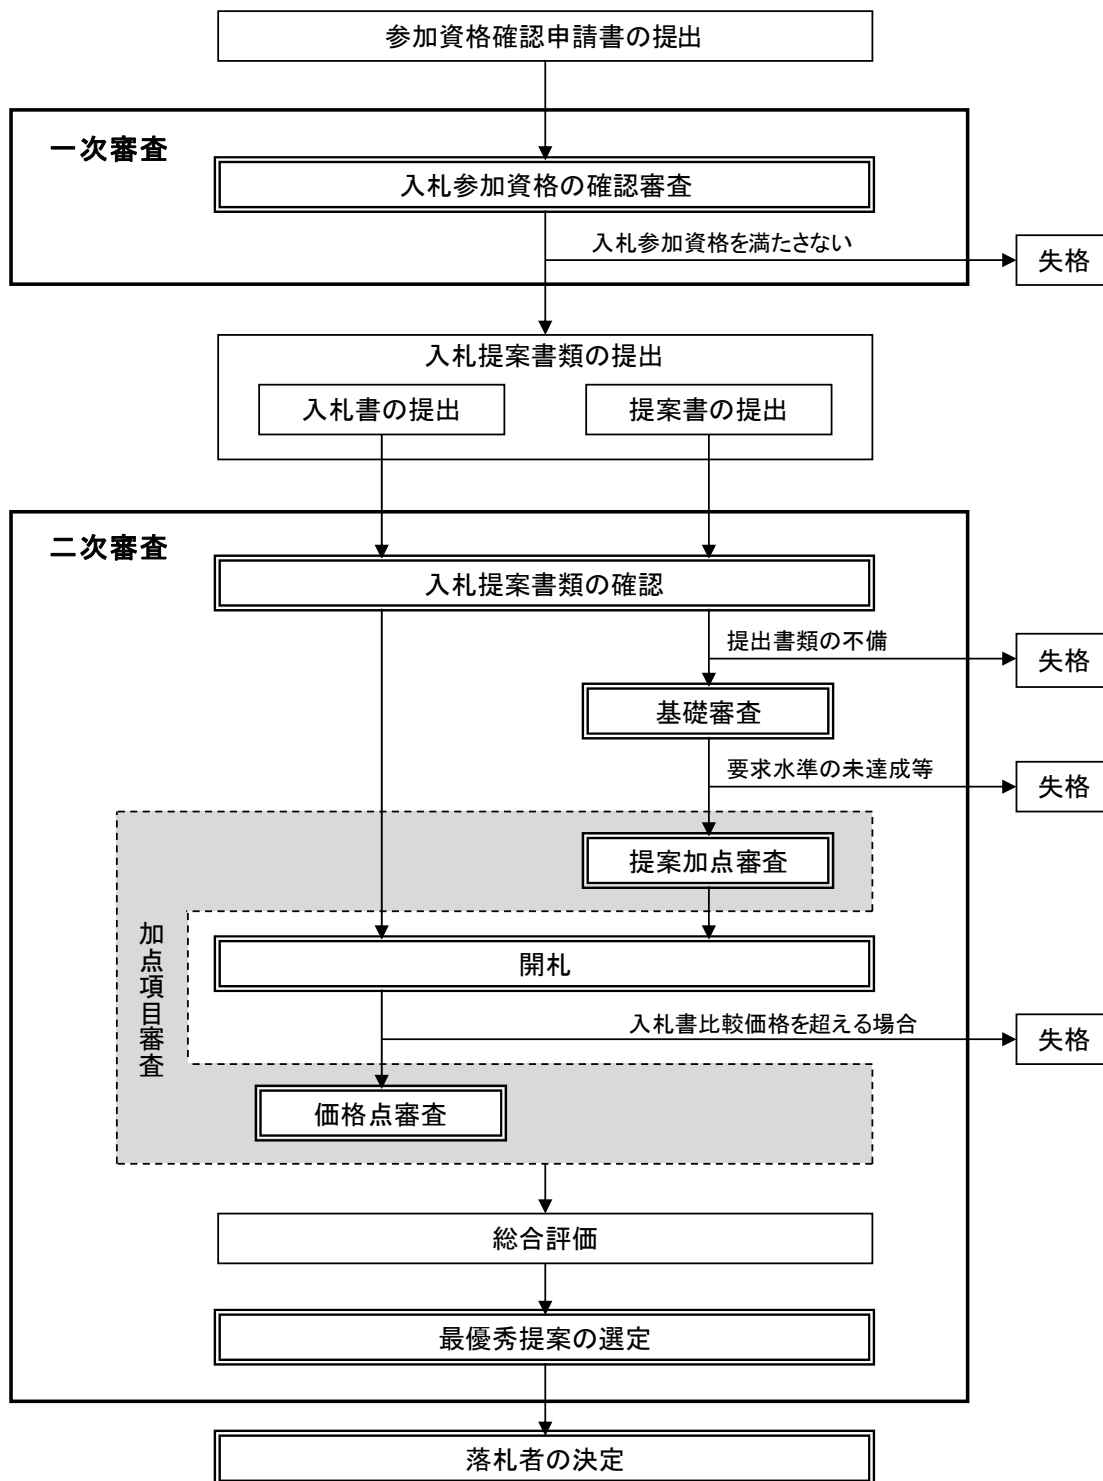 参加資格確認申請書の提出
一次審査
入札参加資格の確認審査
入札参加資格を満たさない
失格
入札提案書類の提出
入札書の提出
提案書の提出
二次審査
入札提案書類の確認
提出書類の不備
失格
基礎審査
要求水準の未達成等
失格
提案加点審査
加点項目審査
開札
入札書比較価格を超える場合
失格
価格点審査
総合評価
最優秀提案の選定
落札者の決定